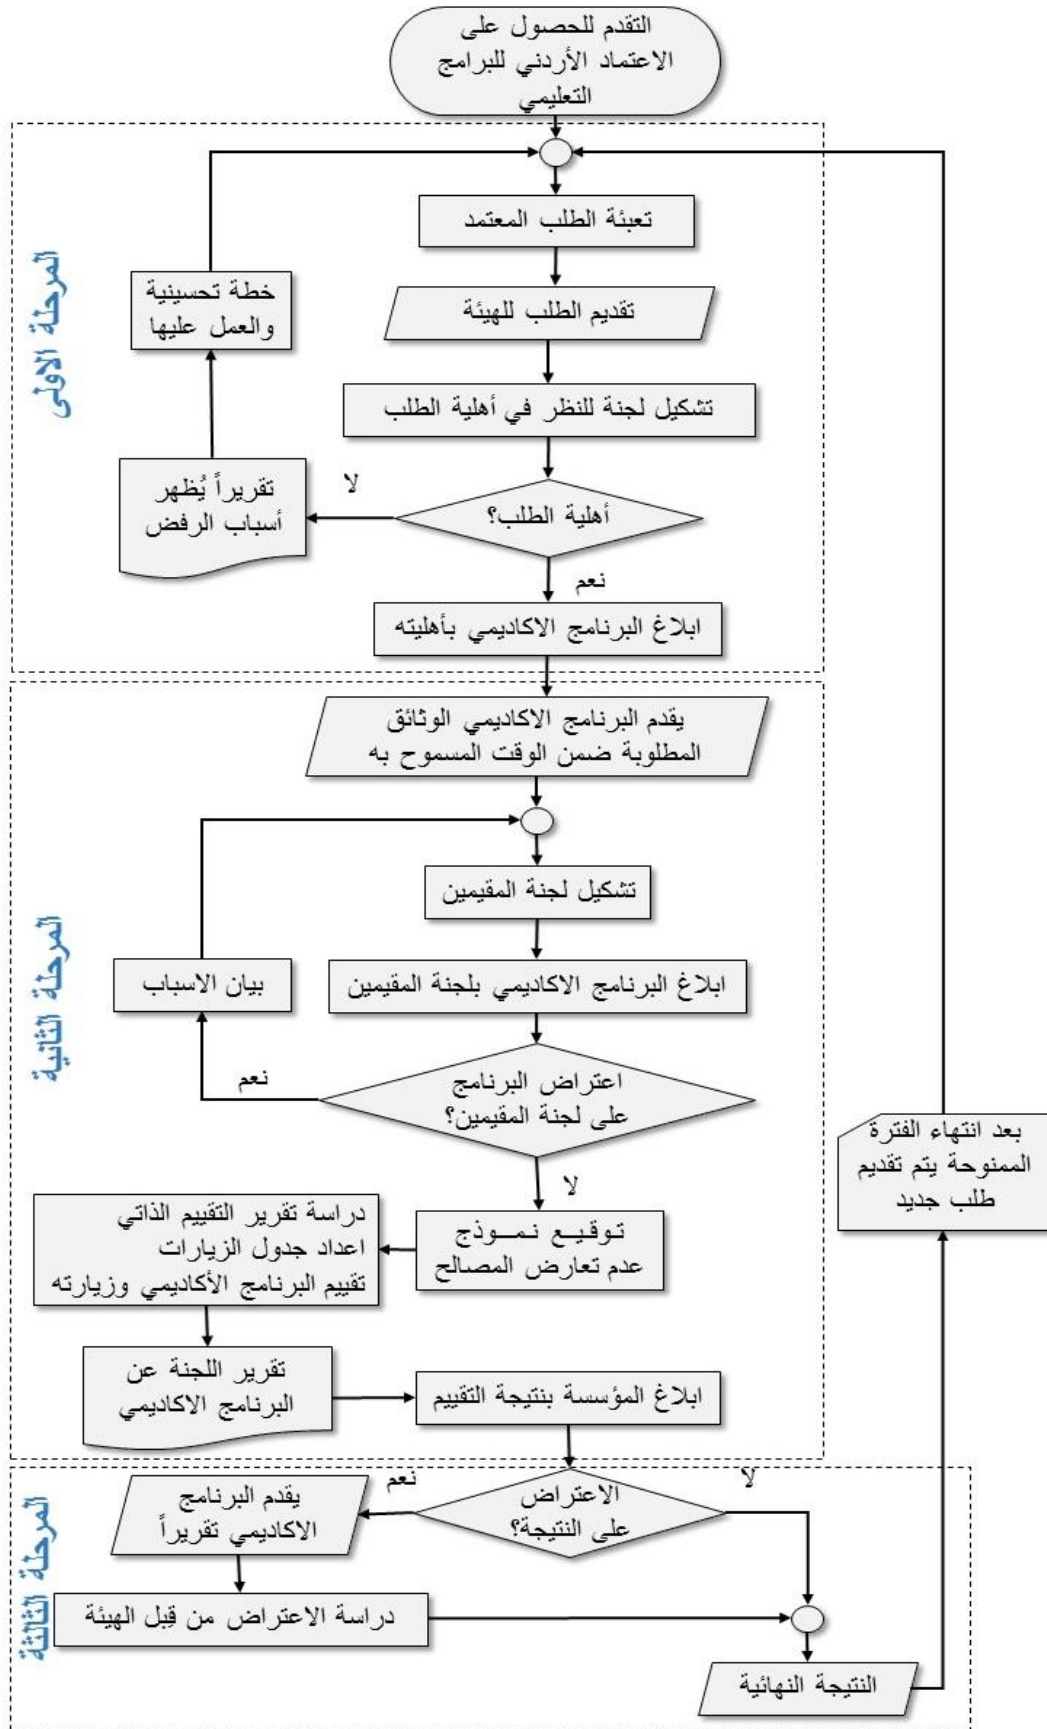 التقدم للحصول على
الاعتماد الأردني للبرامج
التعليمي
المرحلة الاولى
تعبئة الطلب المعتمد
خطة تحسينية
والعمل عليها
تقديم الطلب للهيئة
تشكيل لجنة للنظر في أهلية الطلب
أهلية الطلب؟
لا
تقريراً يُظهر
أسباب الرفض
نعم
ابلاغ البرنامج الاكاديمي بأهليته
المرحلة الثانية
يقدم البرنامج الاكاديمي الوثائق
المطلوبة ضمن الوقت المسموح به
تشكيل لجنة المقيمين
ابلاغ البرنامج الاكاديمي بلجنة المقيمين
بيان الاسباب
اعتراض البرنامج
على لجنة المقيمين؟
نعم
لا
بعد انتهاء الفترة
الممنوحة يتم تقديم
طلب جديد
توقيع نمــوذج
عدم تعارض المصالح
دراسة تقرير التقييم الذاتي
اعداد جدول الزيارات
تقييم البرنامج الأكاديمي وزيارته
تقرير اللجنة عن
البرنامج الاكاديمي
ابلاغ المؤسسة بنتيجة التقييم
المرحلة الثالثة
الاعتراض
على النتيجة؟
لا
نعم
يقدم البرنامج
الاكاديمي تقريراً
دراسة الاعتراض من قِبل الهيئة
النتيجة النهائية